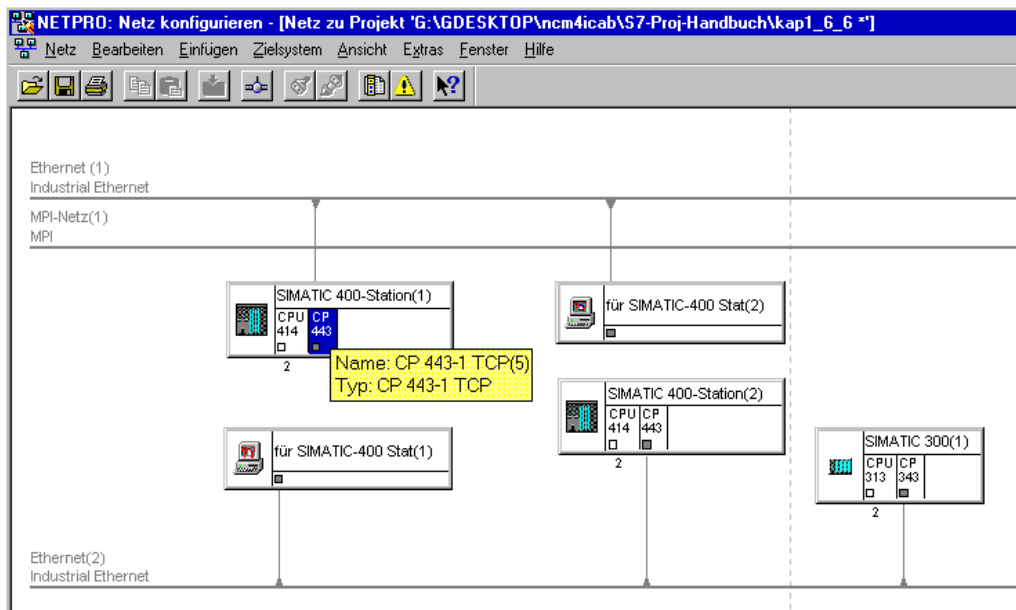 NETPRO: Netz konfigurieren - [Netz zu Projekt 'G:\GDESKTOP\ncm4icab\S7-Proj-Handbuch\kap1_6_6 *']
Netz Bearbeiten Einfügen Zielsystem Ansicht Extras Fenster Hilfe
Ethernet (1)
Industrial Ethernet
MPI-Netz(1)
MPI
SIMATIC 400-Station(1)
CPU CP
414 443
2
Name: CP 443-1 TCP(5)
Typ: CP 443-1 TCP
für SIMATIC-400 Stat(2)
SIMATIC 400-Station(2)
CPU CP
414 443
2
für SIMATIC-400 Stat(1)
SIMATIC 300(1)
CPU CP
313 343
2
Ethernet(2)
Industrial Ethernet